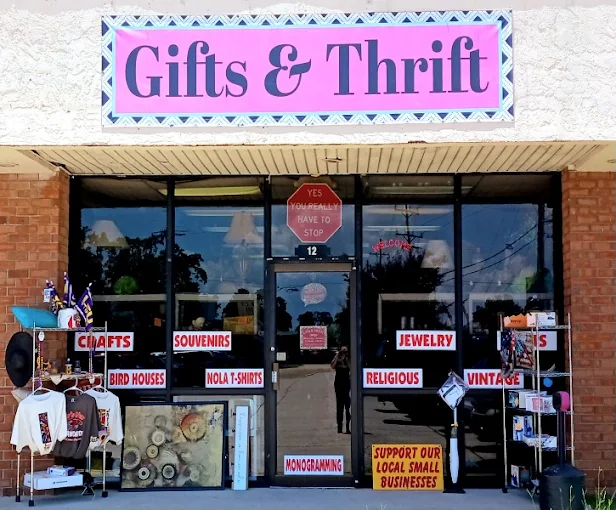 Gifts & Thrift
YES
YOU REALLY
HAVE TO
STOP
12
WELCOME
CRAFTS
SOUVENIRS
JEWELRY
BIRD HOUSES
NOLA T-SHIRTS
RELIGIOUS
VINTAGE
MONOGRAMMING
SUPPORT OUR
LOCAL SMALL
BUSINESSES